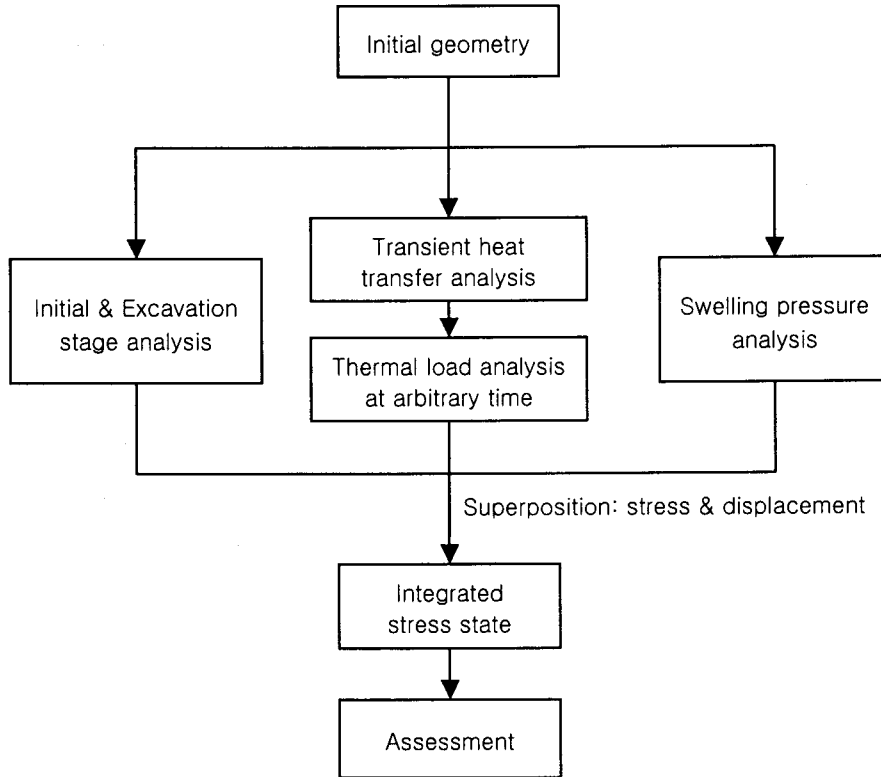 Initial geometry
Transient heat
transfer analysis
Initial & Excavation
stage analysis
Swelling pressure
analysis
Thermal load analysis
at arbitrary time
Superposition: stress & displacement
Integrated
stress state
Assessment